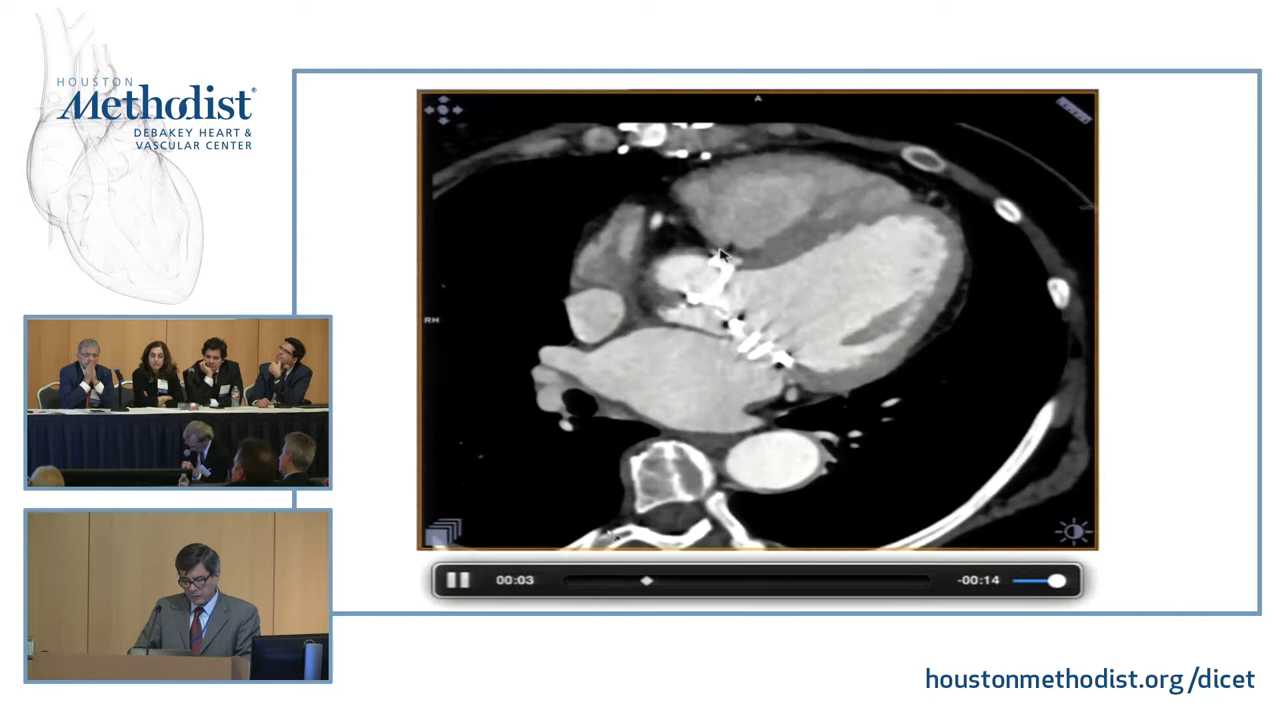 HOUSTON
Methodist®
DEBAKEY HEART &
VASCULAR CENTER
A
RH
00:03
-00:14
houstonmethodist.org/dicet